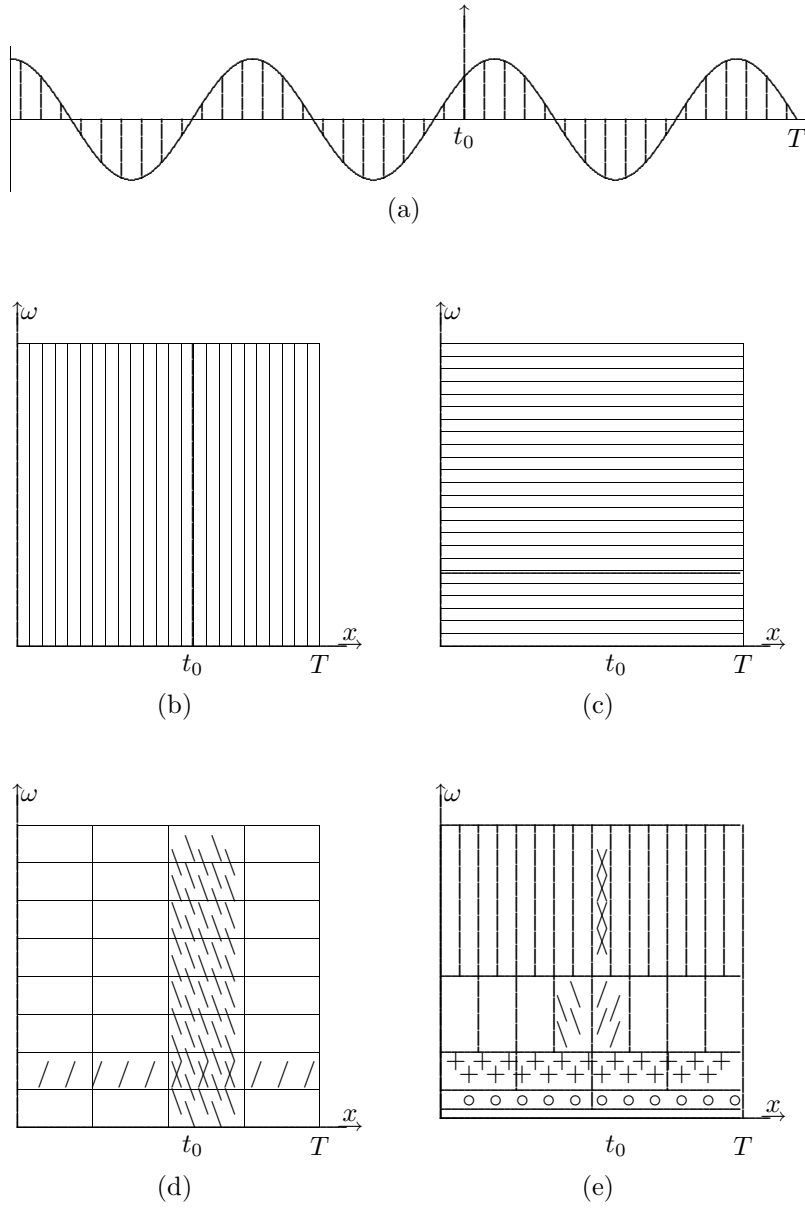 t₀ T
(a)
ω ω
x x
t₀ T t₀ T
(b) (c)
ω ω
x x
t₀ T t₀ T
(d) (e)